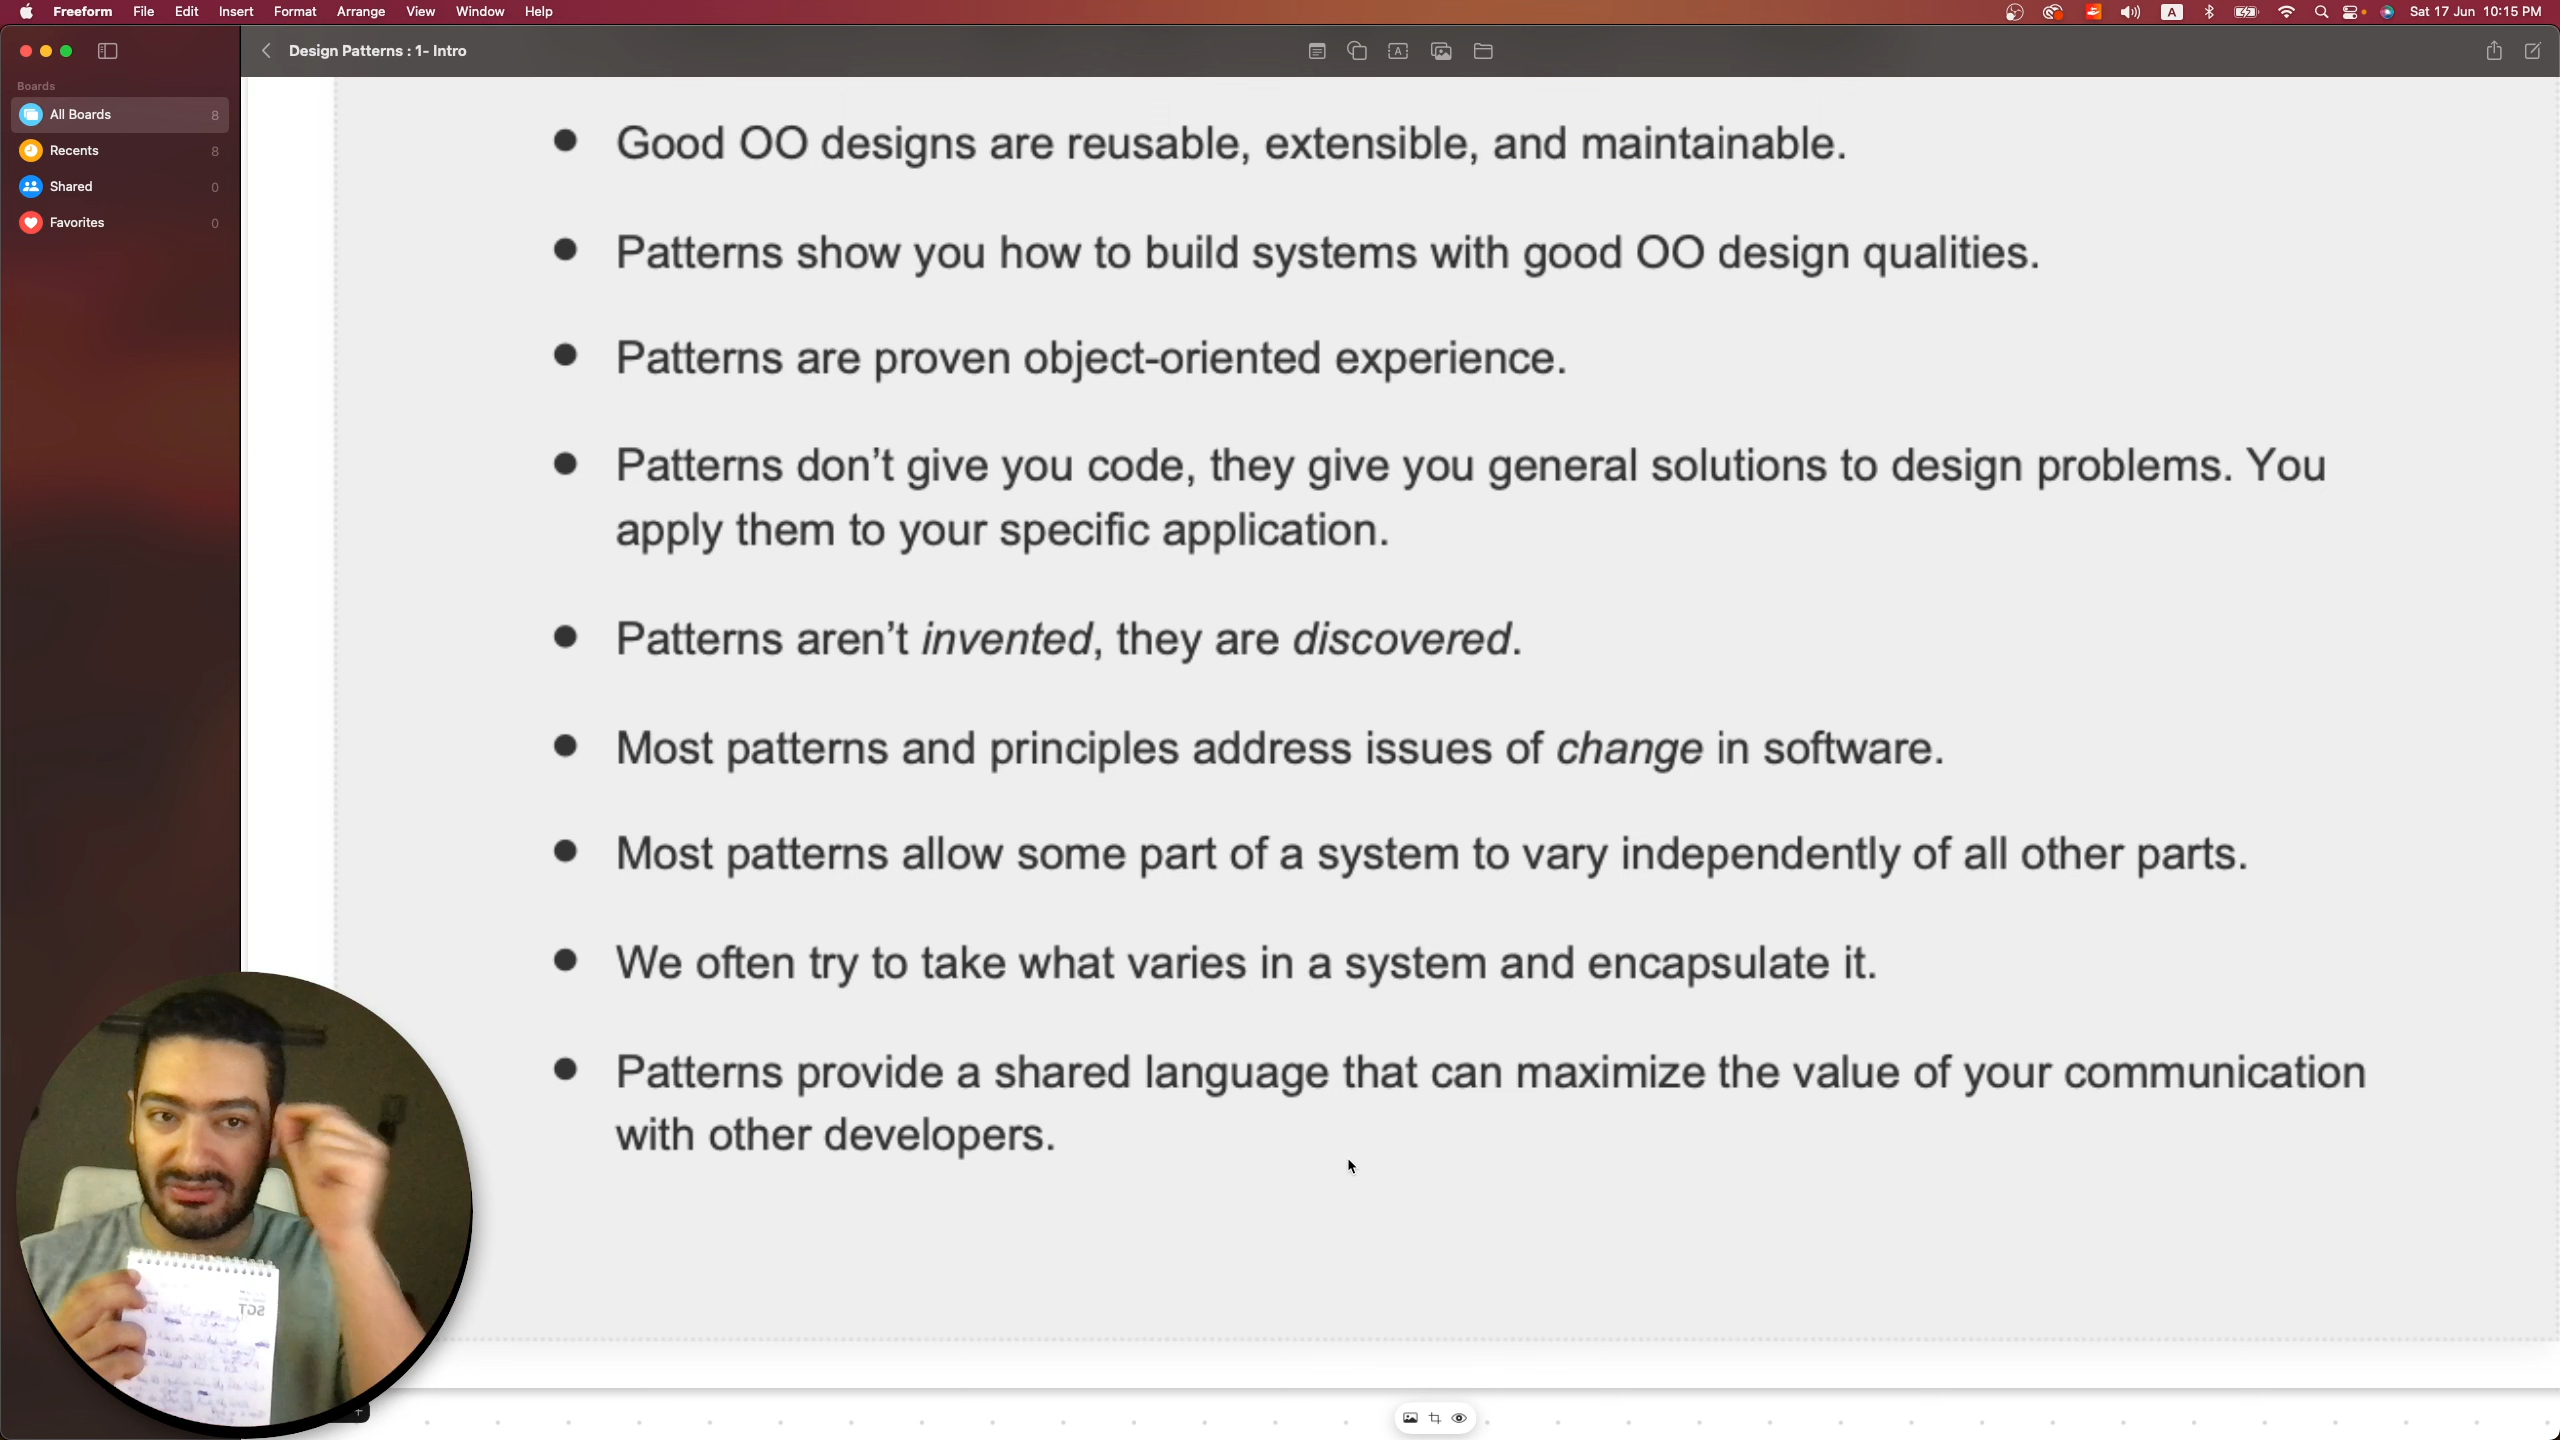 Freeform File Edit Insert Format Arrange View Window Help
A
Sat 17 Jun 10:15 PM
Design Patterns : 1- Intro
A
Boards
All Boards 8
Recents 8
Shared 0
Favorites 0
● Good OO designs are reusable, extensible, and maintainable.
● Patterns show you how to build systems with good OO design qualities.
● Patterns are proven object-oriented experience.
● Patterns don’t give you code, they give you general solutions to design problems. You
apply them to your specific application.
● Patterns aren’t invented, they are discovered.
● Most patterns and principles address issues of change in software.
● Most patterns allow some part of a system to vary independently of all other parts.
● We often try to take what varies in a system and encapsulate it.
● Patterns provide a shared language that can maximize the value of your communication
with other developers.
SGT